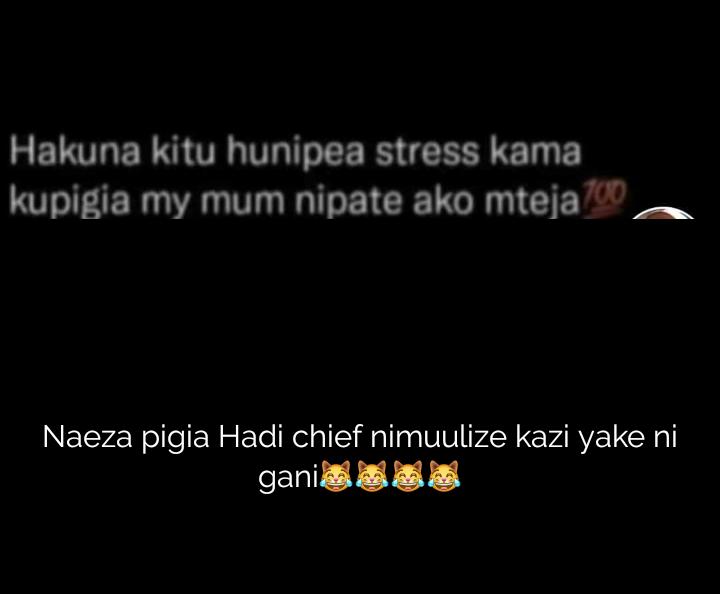 Hakuna kitu hunipea stress kama
kupigia my mum nipate ako mteja💯
Naeza pigia Hadi chief nimuulize kazi yake ni
gani😹😹😹😹